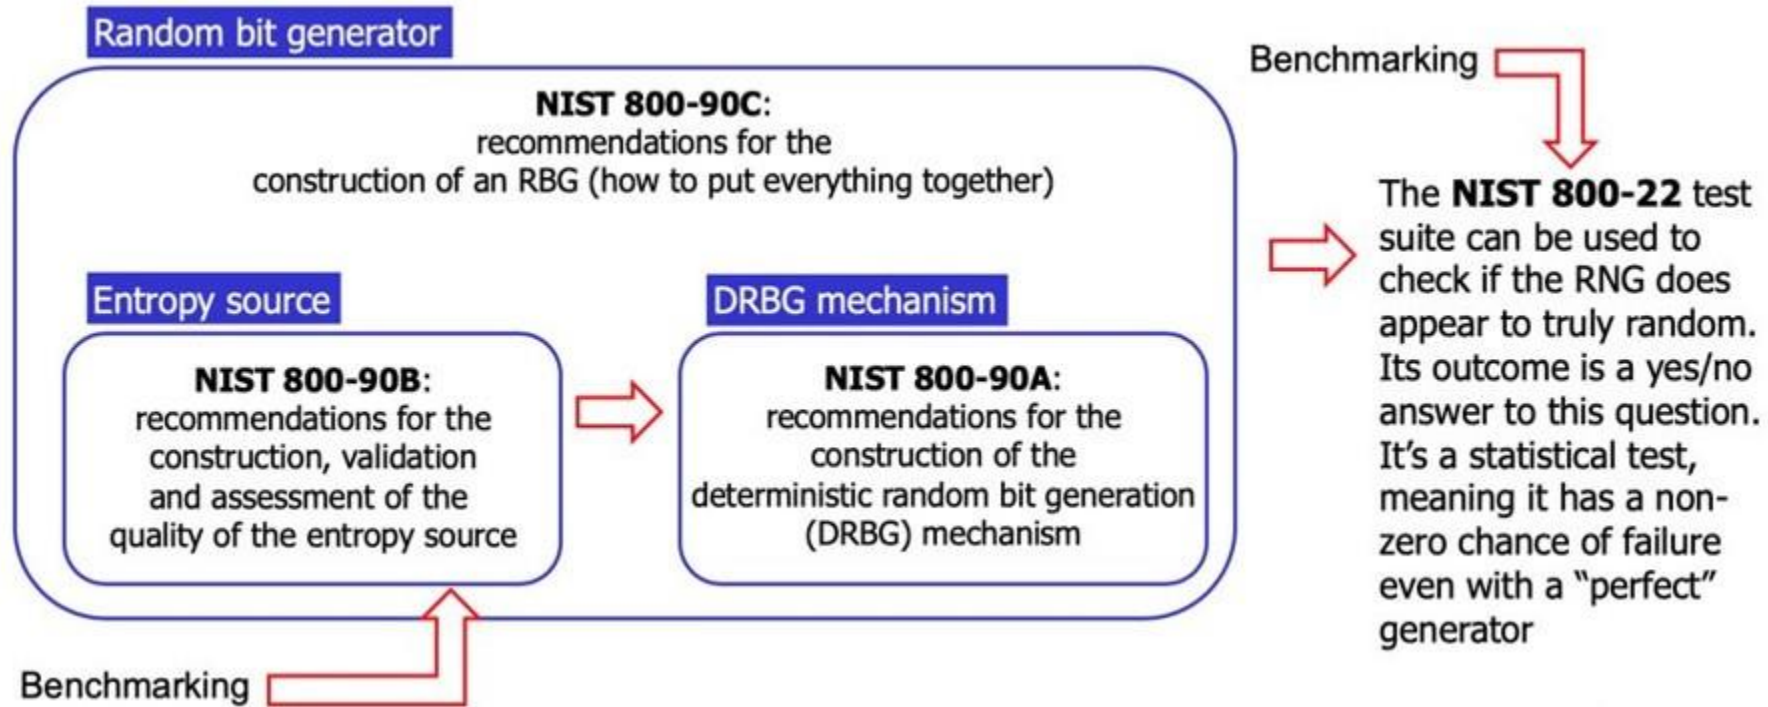 Random bit generator
NIST 800-90C:
recommendations for the
construction of an RBG (how to put everything together)
Entropy source
NIST 800-90B:
recommendations for the
construction, validation
and assessment of the
quality of the entropy source
DRBG mechanism
NIST 800-90A:
recommendations for the
construction of the
deterministic random bit generation
(DRBG) mechanism
Benchmarking
Benchmarking
The NIST 800-22 test
suite can be used to
check if the RNG does
appear to truly random.
Its outcome is a yes/no
answer to this question.
It's a statistical test,
meaning it has a non-
zero chance of failure
even with a “perfect”
generator